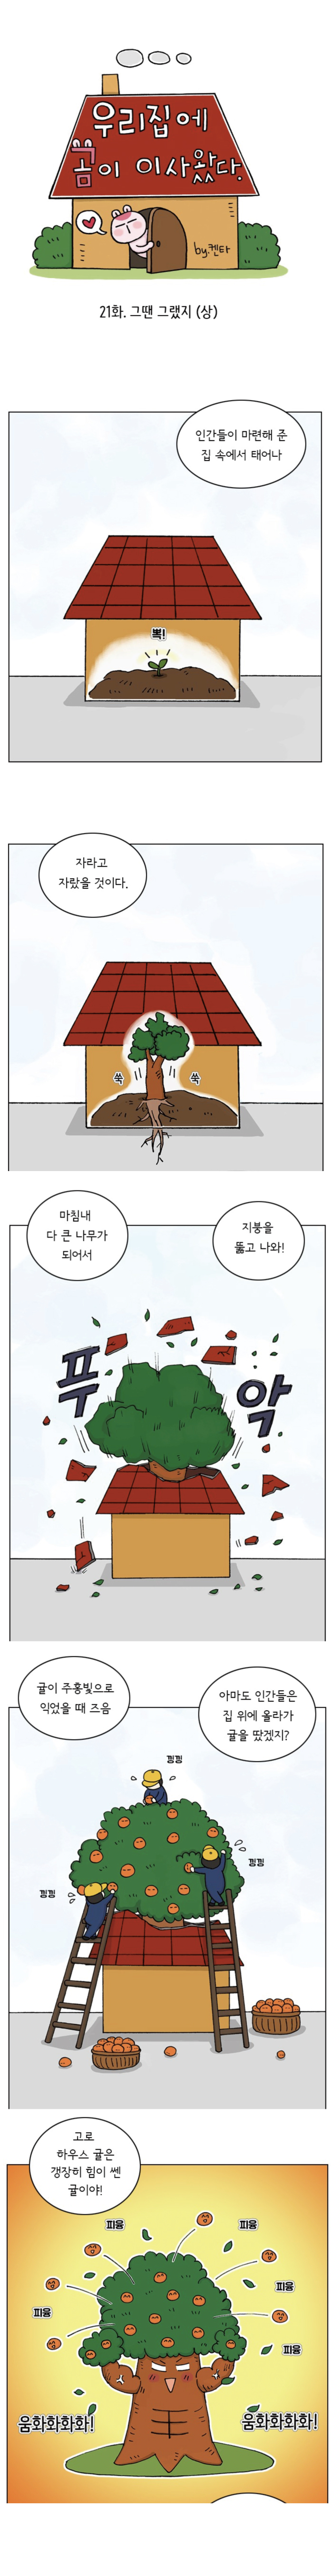 우리집에
곰이 이사왔다.
by.켄타
21화. 그땐 그랬지 (상)
인간들이 마련해 준
집 속에서 태어나
뽁!
자라고
자랐을 것이다.
쑥
쑥
마침내
다 큰 나무가
되어서
지붕을
뚫고 나와!
푸
악
귤이 주홍빛으로
익었을 때 즈음
아마도 인간들은
집 위에 올라가
귤을 땄겠지?
낑낑
낑낑
낑낑
고로
하우스 귤은
굉장히 힘이 쎈
귤이야!
피융
피융
피융
피융
피융
움화화화화!
움화화화화!